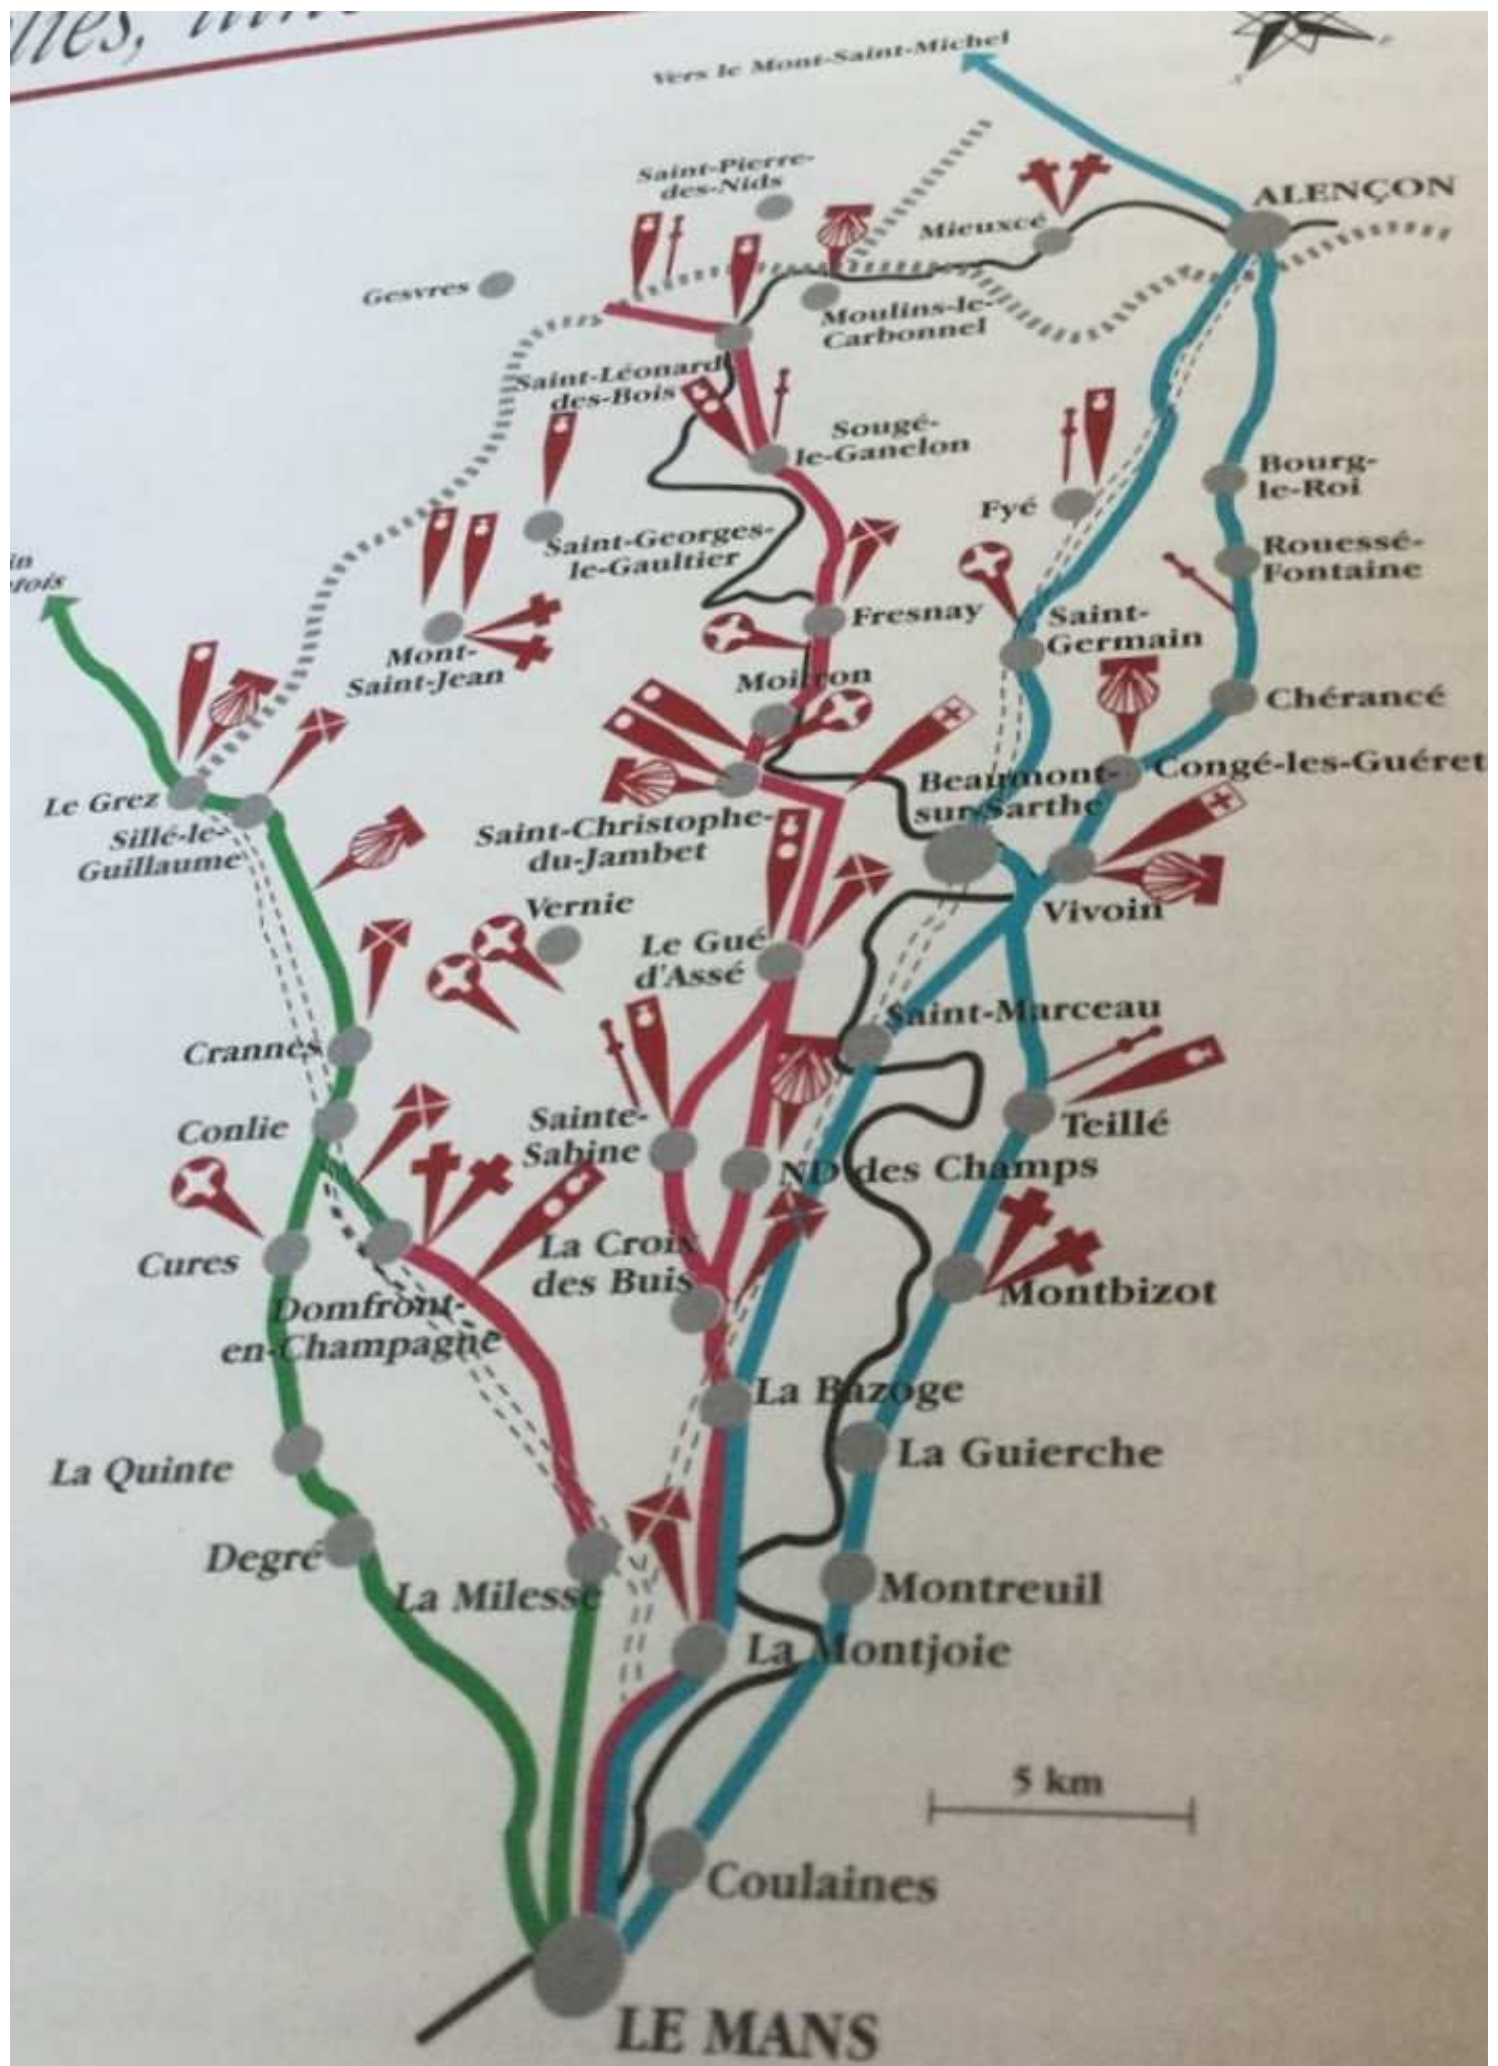 Vers le Mont-Saint-Michel
Saint-Pierre-
des-Nids
ALENÇON
Mieuxcé
Gesvres
Moulins-le-
Carbonnel
Saint-Léonard
des-Bois
Sougé-
le-Ganelon
Bourg-
le-Roi
Fyé
Saint-Georges-
le-Gaultier
Rouessé-
Fontaine
Fresnay
Saint-
Germain
Mont-
Saint-Jean
Moitron
Chérancé
Congé-les-Guéret
Beaumont-
sur-Sarthe
Le Grez
Sillé-le-
Guillaume
Saint-Christophe-
du-Jambet
Vernie
Vivoin
Le Gué
d'Assé
Saint-Marceau
Crannes
Conlie
Sainte-
Sabine
Teillé
ND des Champs
Cures
La Croix
des Buis
Montbizot
Domfront-
en-Champagne
La Bazoge
La Guierche
La Quinte
Degré
La Milesse
Montreuil
La Montjoie
5 km
Coulaines
LE MANS